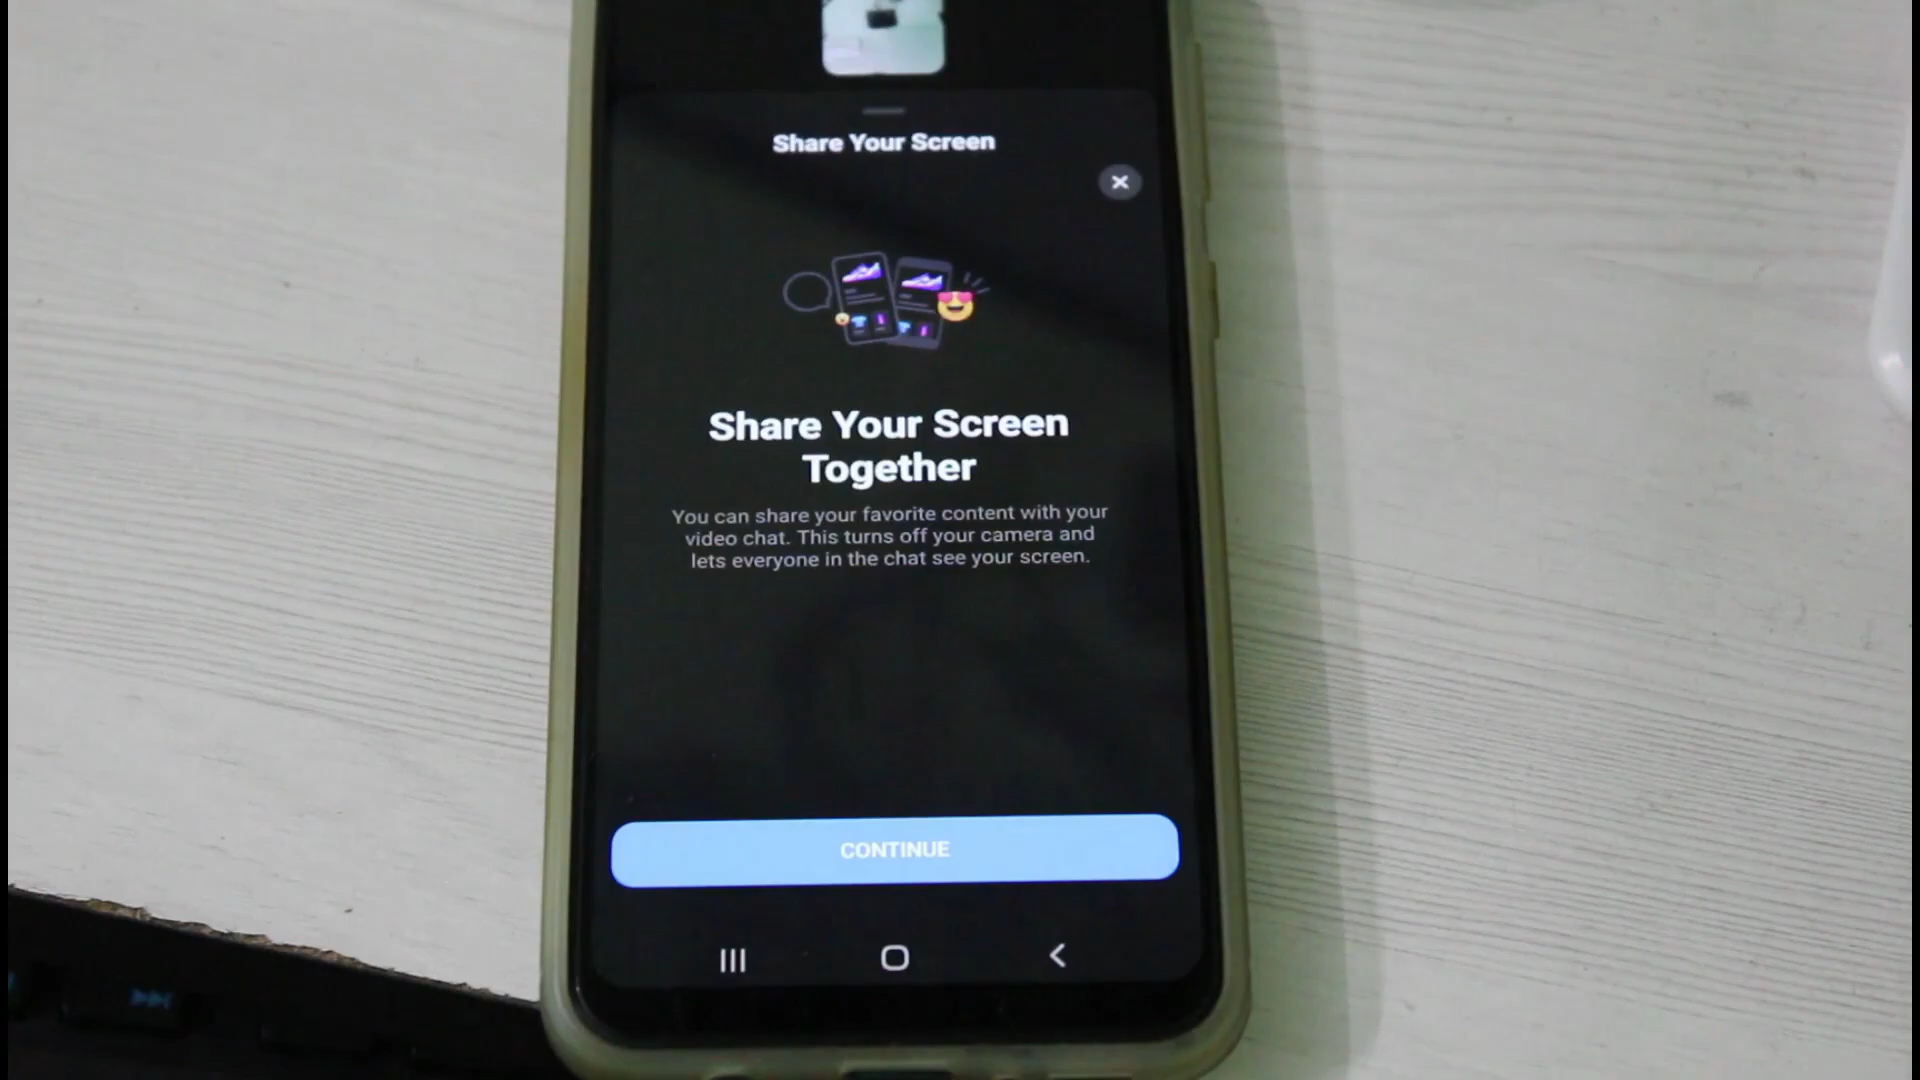 Share Your Screen
Share Your Screen
Together
You can share your favorite content with your
video chat. This turns off your camera and
lets everyone in the chat see your screen.
CONTINUE